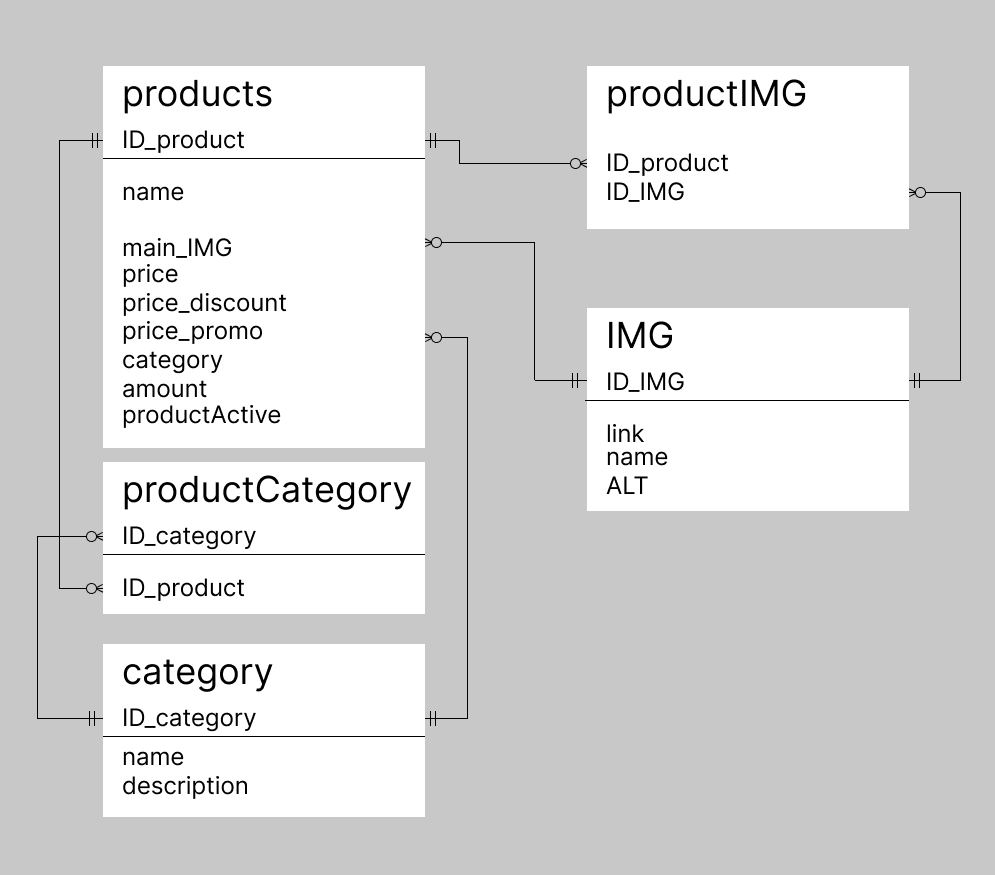 products
ID_product
name
main_IMG
price
price_discount
price_promo
category
amount
productActive
productCategory
ID_category
ID_product
category
ID_category
name
description
productIMG
ID_product
ID_IMG
IMG
ID_IMG
link
name
ALT